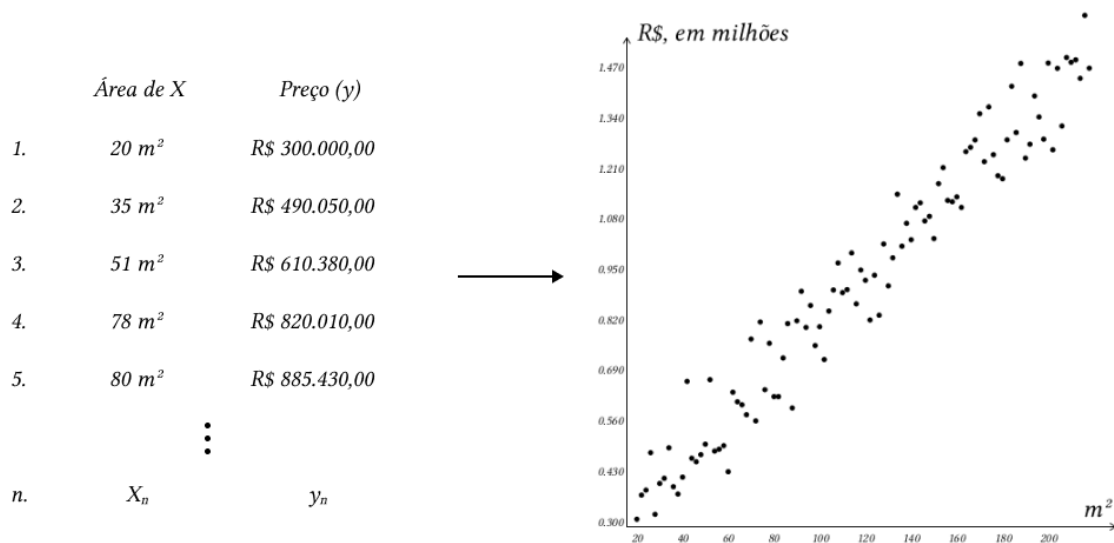 Área de X Preço (y)
1. 20 m² R$ 300.000,00
2. 35 m² R$ 490.050,00
3. 51 m² R$ 610.380,00
4. 78 m² R$ 820.010,00
5. 80 m² R$ 885.430,00
n. Xₙ yₙ
R$, em milhões
1.470
1.340
1.210
1.080
0.950
0.820
0.690
0.560
0.430
0.300
m²
20 40 60 80 100 120 140 160 180 200